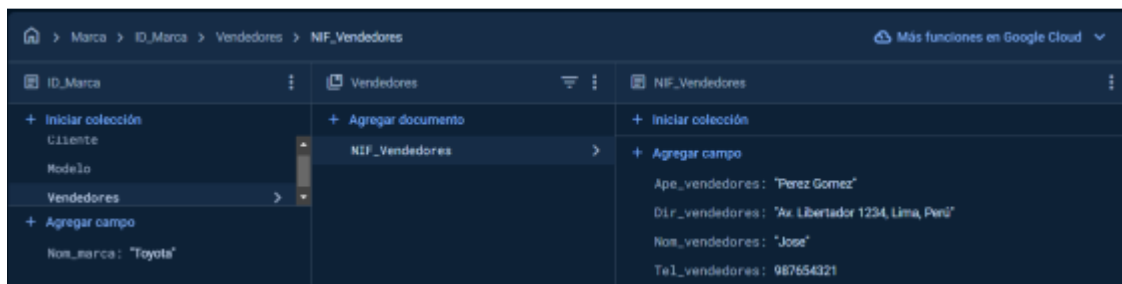 Marca > ID_Marca > Vendedores > NIF_Vendedores
Más funciones en Google Cloud
ID_Marca
+ Iniciar colección
Cliente
Modelo
Vendedores >
+ Agregar campo
Nom_marca: "Toyota"
Vendedores
+ Agregar documento
NIF_Vendedores >
NIF_Vendedores
+ Iniciar colección
+ Agregar campo
Ape_vendedores: "Perez Gomez"
Dir_vendedores: "Av. Libertador 1234, Lima, Perú"
Nom_vendedores: "Jose"
Tel_vendedores: 987654321